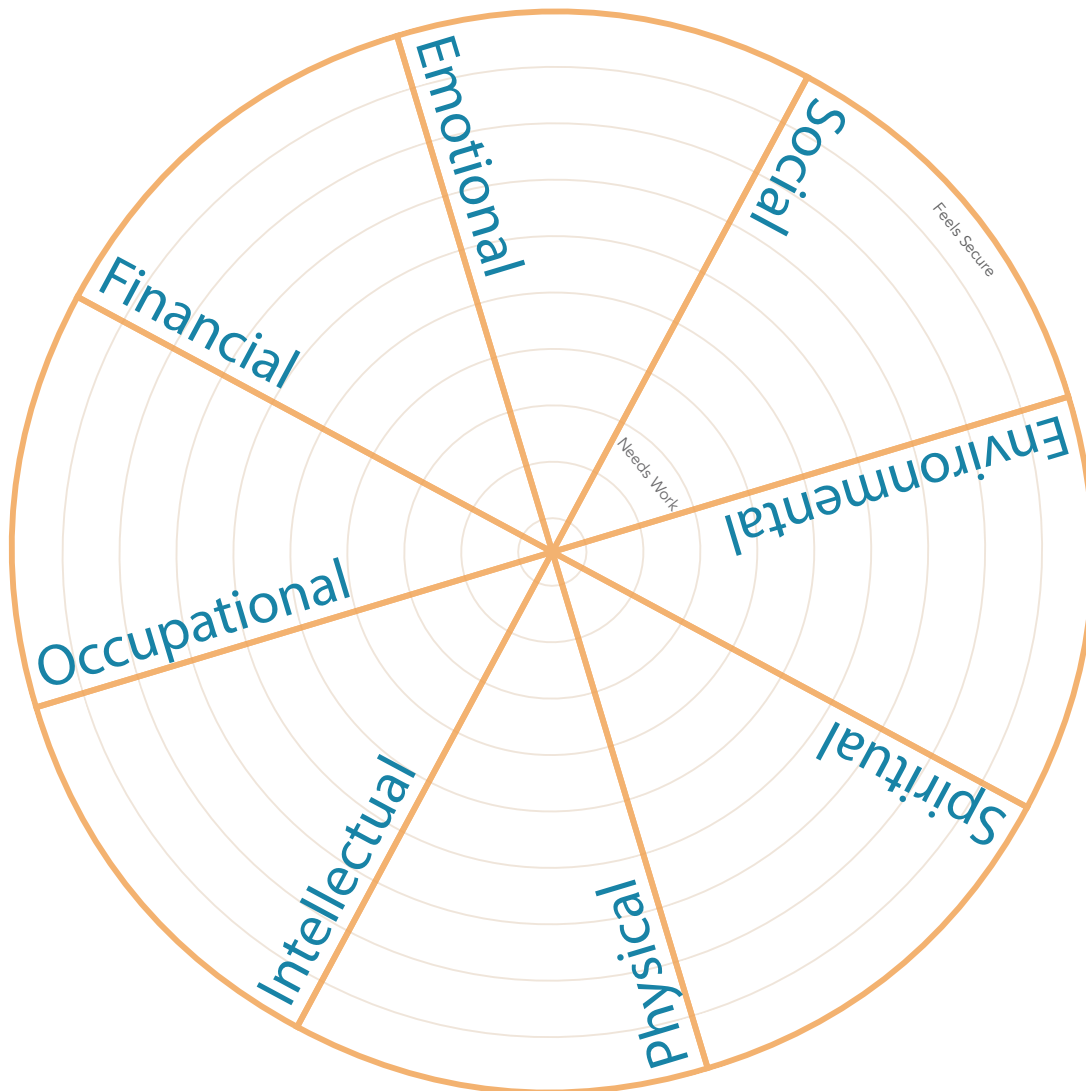 Emotional
Social
Feels Secure
Needs Work
Environmental
Spiritual
Physical
Intellectual
Occupational
Financial